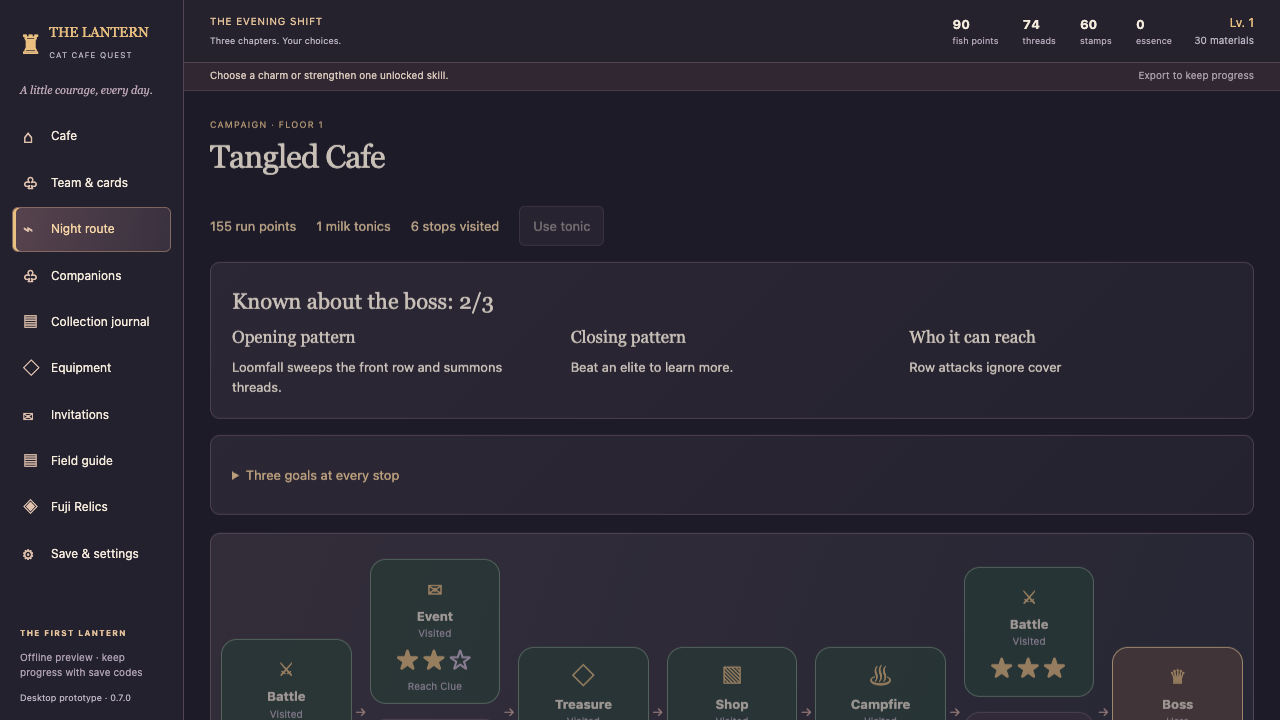 THE LANTERN
CAT CAFE QUEST
A little courage, every day.
Cafe
Team & cards
Night route
Companions
Collection journal
Equipment
Invitations
Field guide
Fuji Relics
Save & settings
THE FIRST LANTERN
Offline preview · keep
progress with save codes
Desktop prototype · 0.7.0
THE EVENING SHIFT
Three chapters. Your choices.
90
fish points
74
threads
60
stamps
0
essence
Lv. 1
30 materials
Choose a charm or strengthen one unlocked skill.
Export to keep progress
CAMPAIGN · FLOOR 1
Tangled Cafe
155 run points
1 milk tonics
6 stops visited
Use tonic
Known about the boss: 2/3
Opening pattern
Loomfall sweeps the front row and summons
threads.
Closing pattern
Beat an elite to learn more.
Who it can reach
Row attacks ignore cover
Three goals at every stop
Battle
Visited
Event
Visited
Reach Clue
Treasure
Shop
Campfire
Battle
Visited
Boss